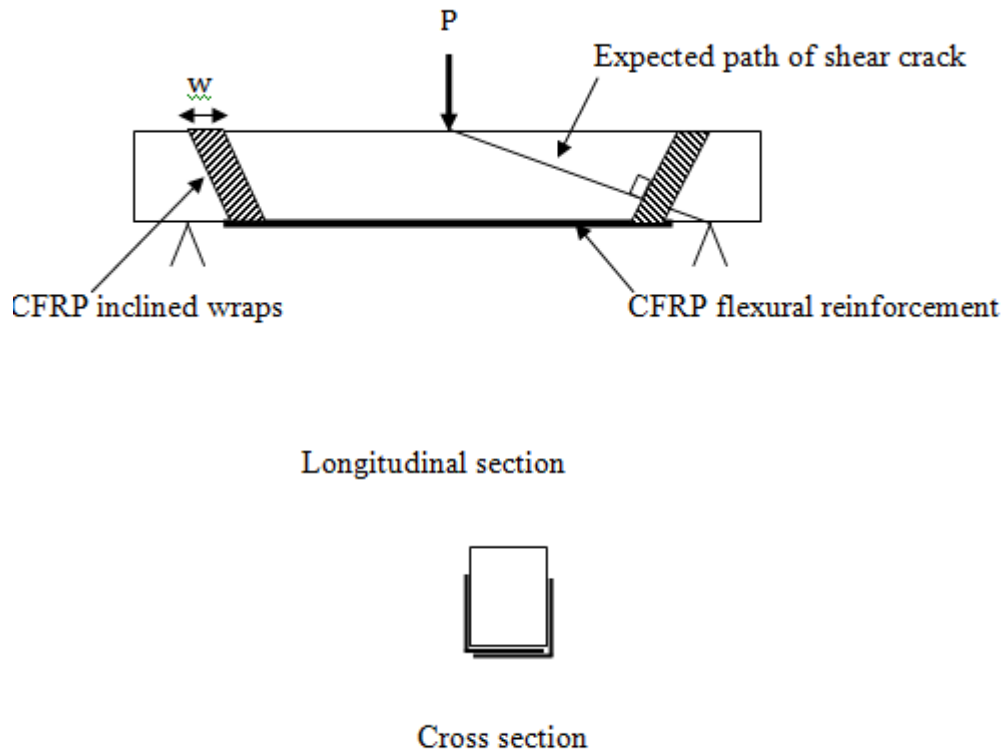 P
Expected path of shear crack
w
CFRP inclined wraps
CFRP flexural reinforcement
Longitudinal section
Cross section